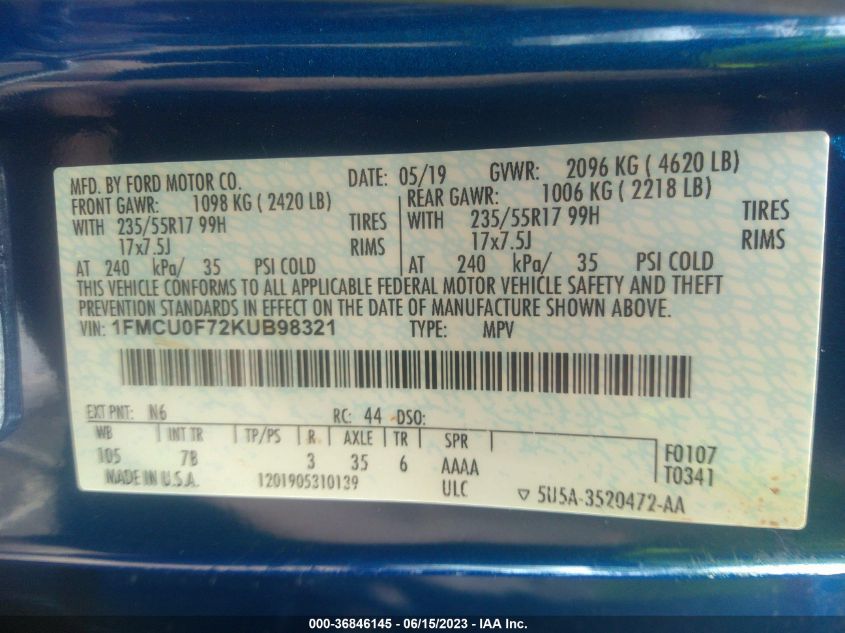 MFD. BY FORD MOTOR CO. DATE: 05/19 GVWR: 2096 KG ( 4620 LB)
FRONT GAWR: 1098 KG ( 2420 LB) REAR GAWR: 1006 KG ( 2218 LB)
WITH 235/55R17 99H TIRES WITH 235/55R17 99H TIRES
17x7.5J RIMS 17x7.5J RIMS
AT 240 kPa/ 35 PSI COLD AT 240 kPa/ 35 PSI COLD
THIS VEHICLE CONFORMS TO ALL APPLICABLE FEDERAL MOTOR VEHICLE SAFETY AND THEFT
PREVENTION STANDARDS IN EFFECT ON THE DATE OF MANUFACTURE SHOWN ABOVE.
VIN: 1FMCU0F72KUB98321 TYPE: MPV
EXT PNT: N6 RC: 44 DSO:
WB INT TR TP/PS R AXLE TR SPR F0107
105 7B 3 35 6 AAAA T0341
MADE IN U.S.A. 1201905310139 ULC ▽ 5U5A-3520472-AA
000-36846145 - 06/15/2023 - IAA Inc.